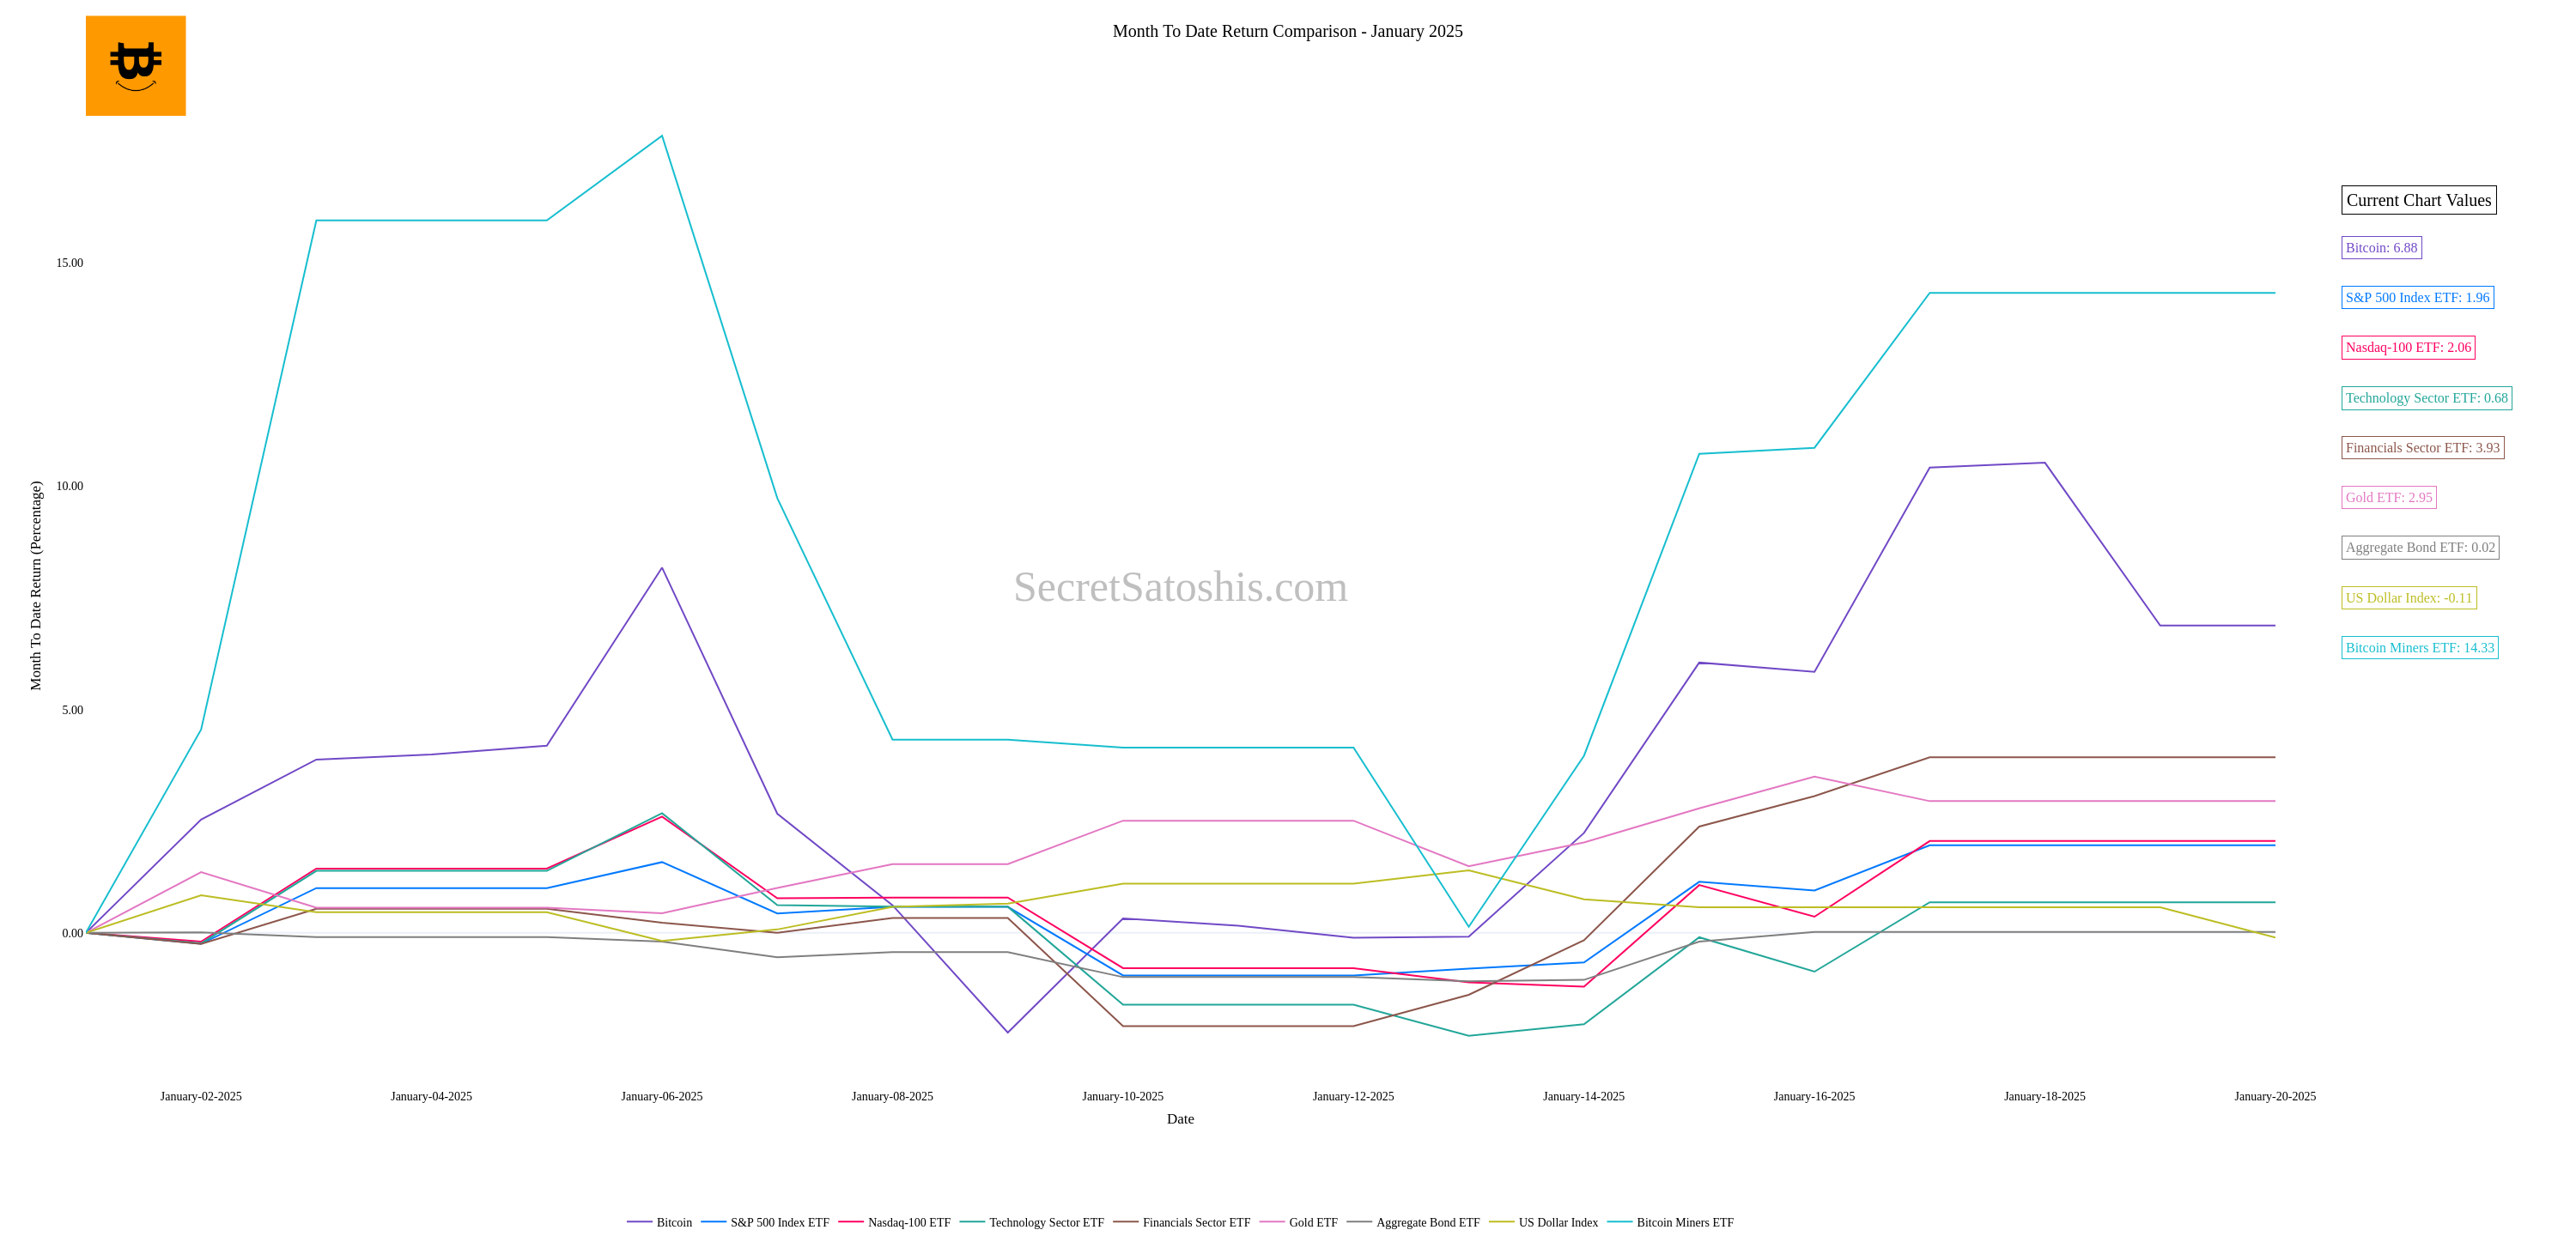 Month To Date Return Comparison - January 2025
Current Chart Values
Bitcoin: 6.88
S&P 500 Index ETF: 1.96
Nasdaq-100 ETF: 2.06
Technology Sector ETF: 0.68
Financials Sector ETF: 3.93
Gold ETF: 2.95
Aggregate Bond ETF: 0.02
US Dollar Index: -0.11
Bitcoin Miners ETF: 14.33
Month To Date Return (Percentage)
15.00
10.00
5.00
0.00
SecretSatoshis.com
January-02-2025 January-04-2025 January-06-2025 January-08-2025 January-10-2025 January-12-2025 January-14-2025 January-16-2025 January-18-2025 January-20-2025
Date
Bitcoin S&P 500 Index ETF Nasdaq-100 ETF Technology Sector ETF Financials Sector ETF Gold ETF Aggregate Bond ETF US Dollar Index Bitcoin Miners ETF